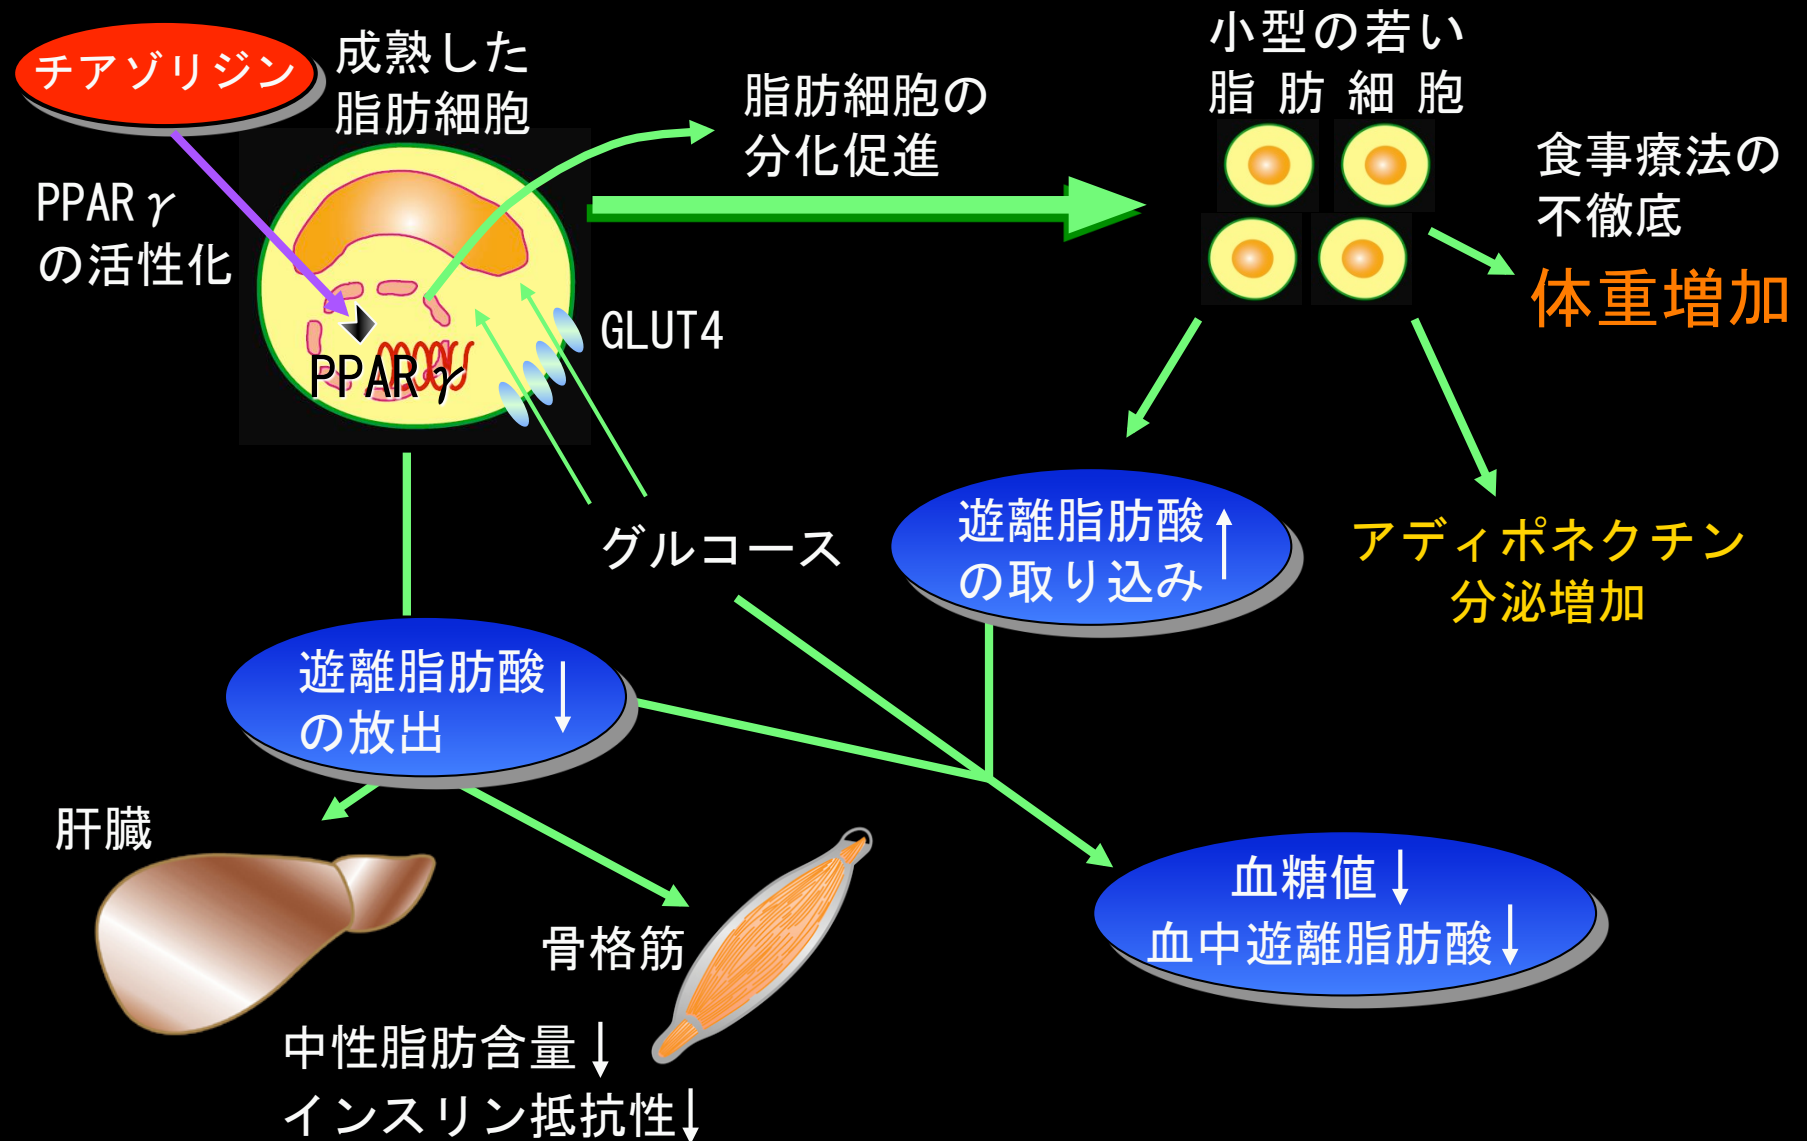 チアゾリジン
成熟した
脂肪細胞
PPARγ
の活性化
PPARγ
GLUT4
脂肪細胞の
分化促進
小型の若い
脂肪細胞
食事療法の
不徹底
体重増加
グルコース
遊離脂肪酸↑
の取り込み
アディポネクチン
分泌増加
遊離脂肪酸↓
の放出
肝臓
骨格筋
中性脂肪含量↓
インスリン抵抗性↓
血糖値↓
血中遊離脂肪酸↓